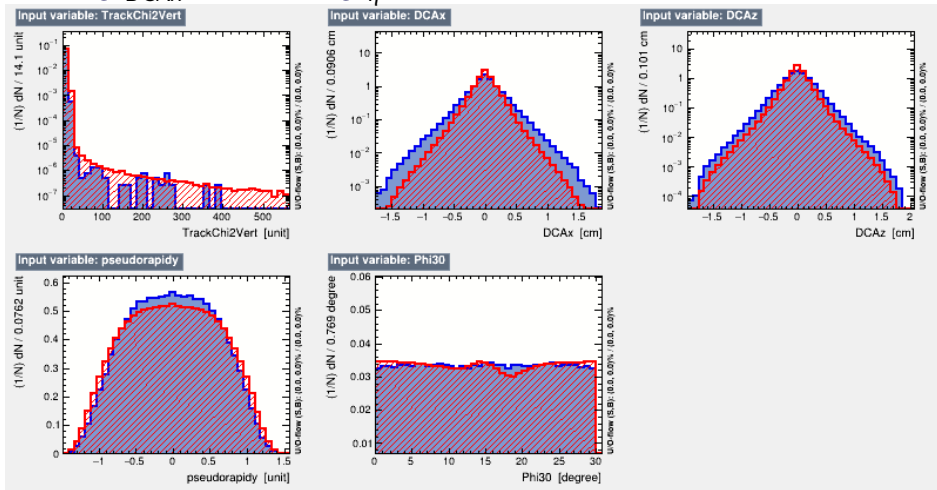 DCAx η
Input variable: TrackChi2Vert
(1/N) dN / 14.1 unit
10⁻¹
10⁻²
10⁻³
10⁻⁴
10⁻⁵
10⁻⁶
10⁻⁷
0 100 200 300 400 500
TrackChi2Vert [unit]
U/O-flow (S,B): (0.0, 0.0)% / (0.0, 0.0)%
Input variable: DCAx
(1/N) dN / 0.0906 cm
10
1
10⁻¹
10⁻²
10⁻³
−1.5 −1 −0.5 0 0.5 1 1.5
DCAx [cm]
U/O-flow (S,B): (0.0, 0.0)% / (0.0, 0.0)%
Input variable: DCAz
(1/N) dN / 0.101 cm
10
1
10⁻¹
10⁻²
10⁻³
10⁻⁴
−1.5 −1 −0.5 0 0.5 1 1.5 2
DCAz [cm]
U/O-flow (S,B): (0.0, 0.0)% / (0.0, 0.0)%
Input variable: pseudorapidy
(1/N) dN / 0.0762 unit
0.6
0.5
0.4
0.3
0.2
0.1
0
−1 −0.5 0 0.5 1 1.5
pseudorapidy [unit]
U/O-flow (S,B): (0.0, 0.0)% / (0.0, 0.0)%
Input variable: Phi30
(1/N) dN / 0.769 degree
0.06
0.05
0.04
0.03
0.02
0.01
0 5 10 15 20 25 30
Phi30 [degree]
U/O-flow (S,B): (0.0, 0.0)% / (0.0, 0.0)%